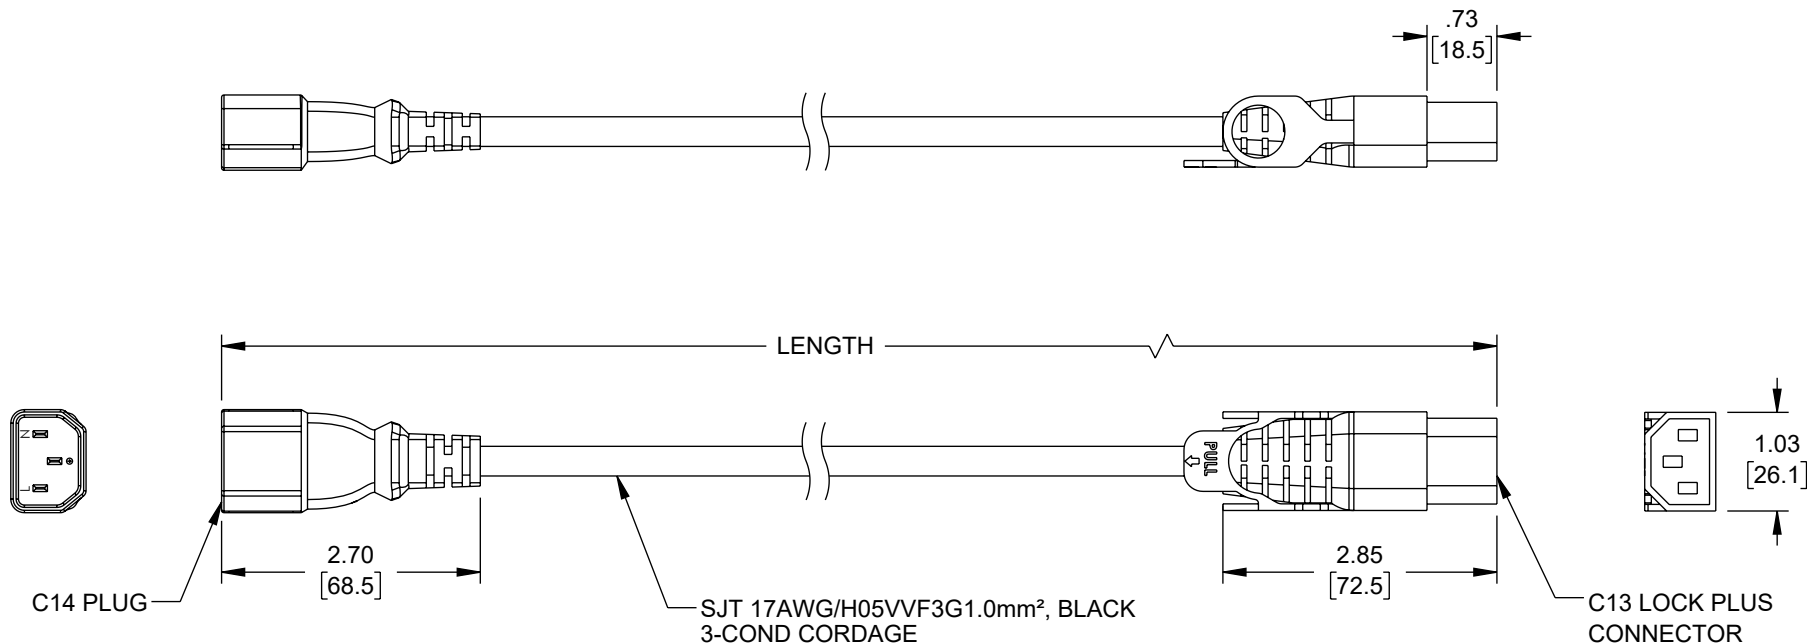 .73
[18.5]
LENGTH
N
L
PULL
1.03
[26.1]
2.70
[68.5]
2.85
[72.5]
C14 PLUG
SJT 17AWG/H05VVF3G1.0mm², BLACK
3-COND CORDAGE
C13 LOCK PLUS
CONNECTOR